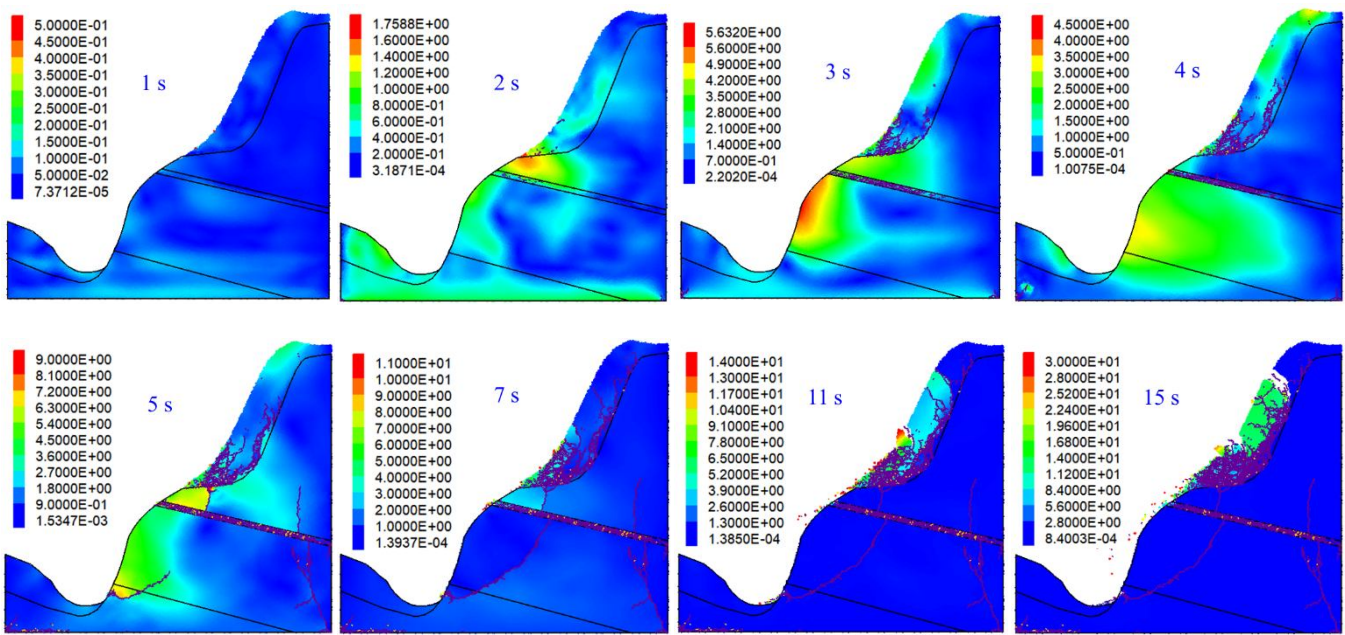 5.0000E-01
4.5000E-01
4.0000E-01
3.5000E-01
3.0000E-01
2.5000E-01
2.0000E-01
1.5000E-01
1.0000E-01
5.0000E-02
7.3712E-05
1 s
1.7588E+00
1.6000E+00
1.4000E+00
1.2000E+00
1.0000E+00
8.0000E-01
6.0000E-01
4.0000E-01
2.0000E-01
3.1871E-04
2 s
5.6320E+00
5.6000E+00
4.9000E+00
4.2000E+00
3.5000E+00
2.8000E+00
2.1000E+00
1.4000E+00
7.0000E-01
2.2020E-04
3 s
4.5000E+00
4.0000E+00
3.5000E+00
3.0000E+00
2.5000E+00
2.0000E+00
1.5000E+00
1.0000E+00
5.0000E-01
1.0075E-04
4 s
9.0000E+00
8.1000E+00
7.2000E+00
6.3000E+00
5.4000E+00
4.5000E+00
3.6000E+00
2.7000E+00
1.8000E+00
9.0000E-01
1.5347E-03
5 s
1.1000E+01
1.0000E+01
9.0000E+00
8.0000E+00
7.0000E+00
6.0000E+00
5.0000E+00
4.0000E+00
3.0000E+00
2.0000E+00
1.0000E+00
1.3937E-04
7 s
1.4000E+01
1.3000E+01
1.1700E+01
1.0400E+01
9.1000E+00
7.8000E+00
6.5000E+00
5.2000E+00
3.9000E+00
2.6000E+00
1.3000E+00
1.3850E-04
11 s
3.0000E+01
2.8000E+01
2.5200E+01
2.2400E+01
1.9600E+01
1.6800E+01
1.4000E+01
1.1200E+01
8.4000E+00
5.6000E+00
2.8000E+00
8.4003E-04
15 s